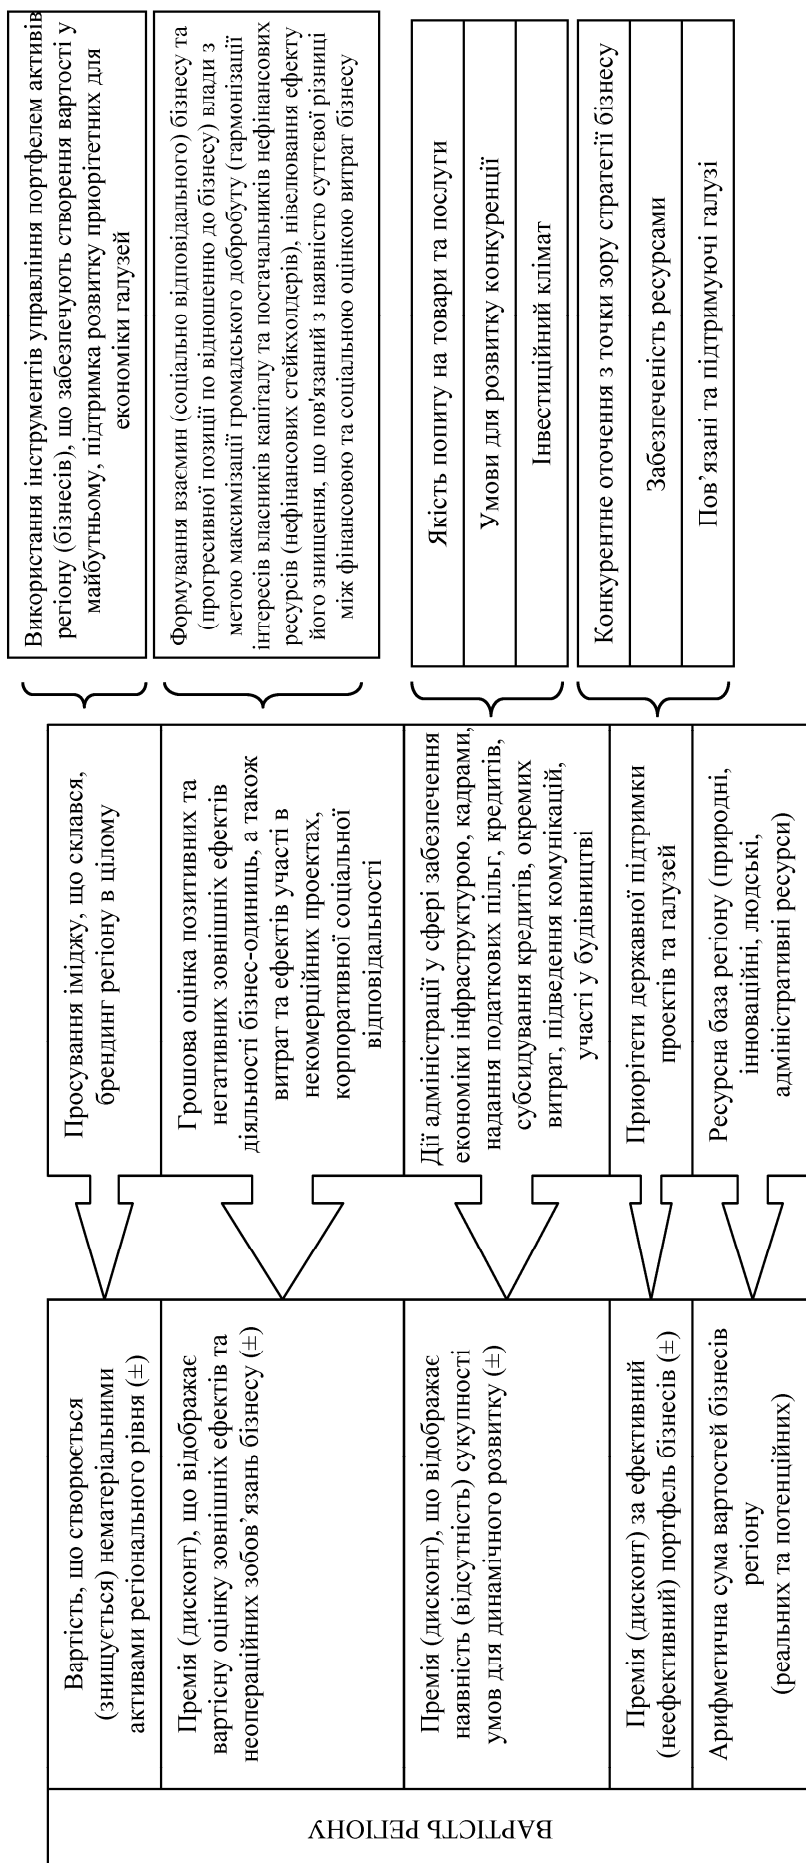 ВАРТІСТЬ РЕГІОНУ
Вартість, що створюється
(знищується) нематеріальними
активами регіонального рівня (±)
Премія (дисконт), що відображає
вартісну оцінку зовнішніх ефектів та
неопераційних зобов’язань бізнесу (±)
Премія (дисконт), що відображає
наявність (відсутність) сукупності
умов для динамічного розвитку (±)
Премія (дисконт) за ефективний
(неефективний) портфель бізнесів (±)
Арифметична сума вартостей бізнесів
регіону
(реальних та потенційних)
Просування іміджу, що склався,
брендинг регіону в цілому
Грошова оцінка позитивних та
негативних зовнішніх ефектів
діяльності бізнес-одиниць, а також
витрат та ефектів участі в
некомерційних проектах,
корпоративної соціальної
відповідальності
Дії адміністрації у сфері забезпечення
економіки інфраструктурою, кадрами,
надання податкових пільг, кредитів,
субсидування кредитів, окремих
витрат, підведення комунікацій,
участі у будівництві
Приорітети державної підтримки
проектів та галузей
Ресурсна база регіону (природні,
інноваційні, людські,
адміністративні ресурси)
Використання інструментів управління портфелем активів
регіону (бізнесів), що забезпечують створення вартості у
майбутньому, підтримка розвитку приорітетних для
економіки галузей
Формування взаємин (соціально відповідального) бізнесу та
(прогресивної позиції по відношенню до бізнесу) влади з
метою максимізації громадського добробуту (гармонізації
інтересів власників капіталу та постачальників нефінансових
ресурсів (нефінансових стейкхолдерів), нівелювання ефекту
його знищення, що пов'язаний з наявністю суттєвої різниці
між фінансовою та соціальною оцінкою витрат бізнесу
Якість попиту на товари та послуги
Умови для розвитку конкуренції
Інвестиційний клімат
Конкурентне оточення з точки зору стратегії бізнесу
Забезпеченість ресурсами
Пов’язані та підтримуючі галузі